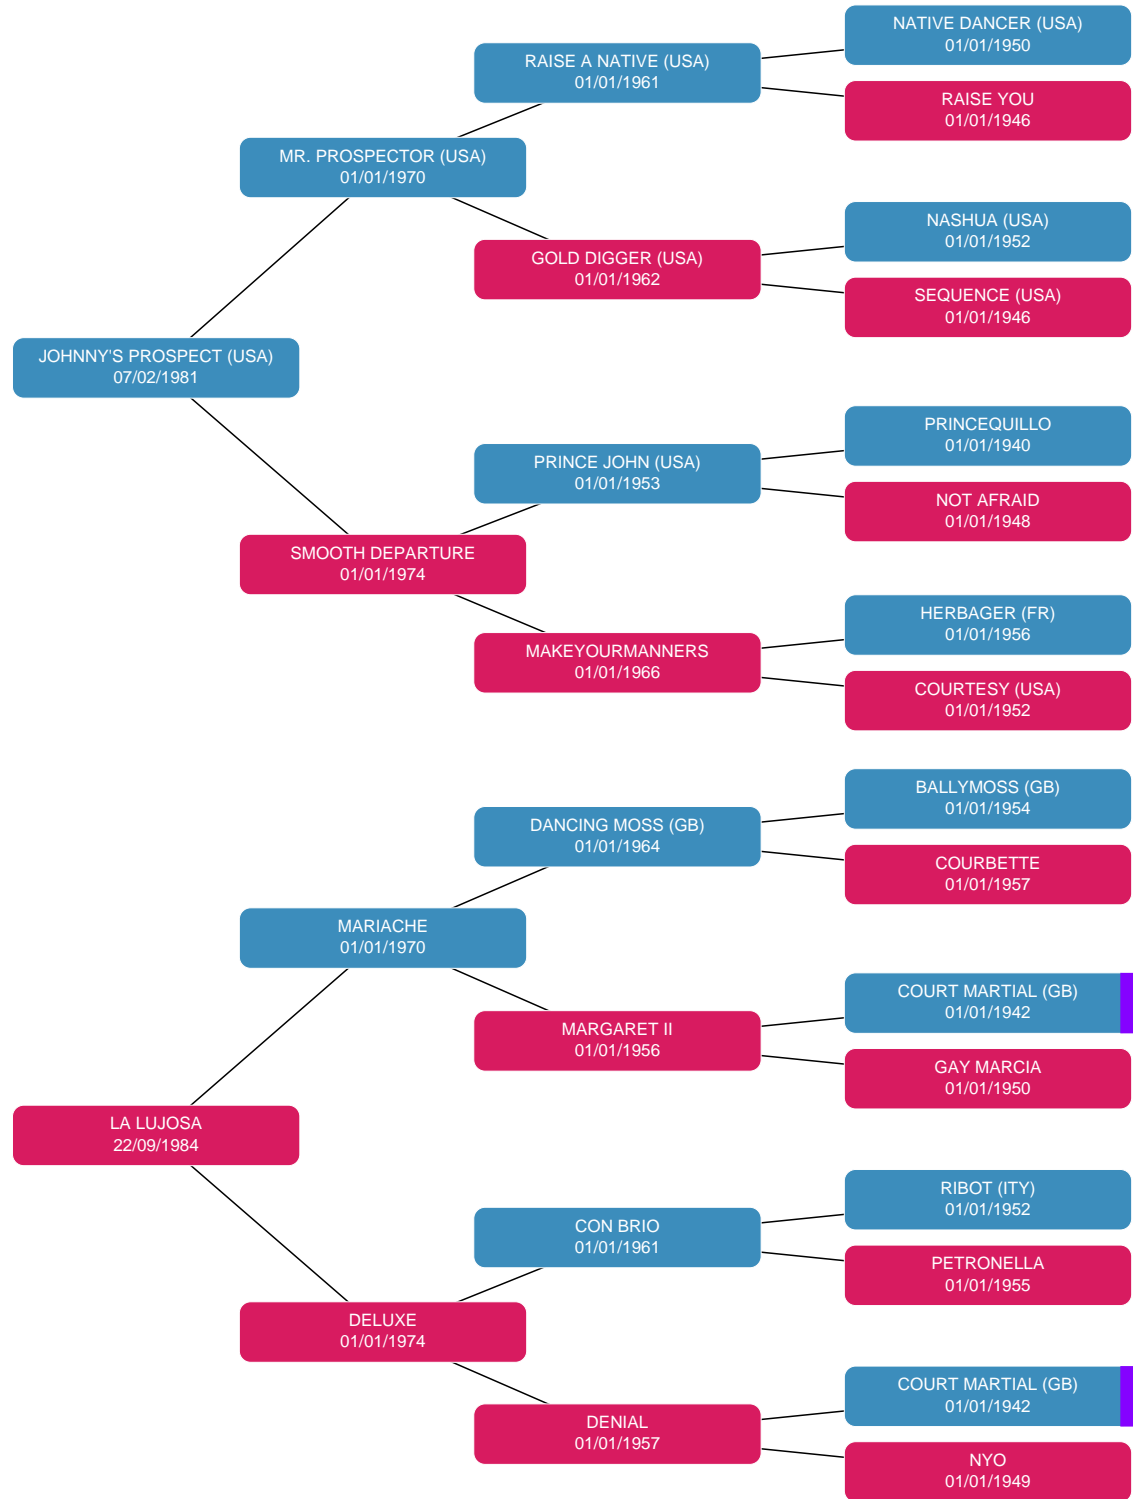 NATIVE DANCER (USA)
01/01/1950
RAISE A NATIVE (USA)
01/01/1961
RAISE YOU
01/01/1946
MR. PROSPECTOR (USA)
01/01/1970
NASHUA (USA)
01/01/1952
GOLD DIGGER (USA)
01/01/1962
SEQUENCE (USA)
01/01/1946
JOHNNY'S PROSPECT (USA)
07/02/1981
PRINCEQUILLO
01/01/1940
PRINCE JOHN (USA)
01/01/1953
NOT AFRAID
01/01/1948
SMOOTH DEPARTURE
01/01/1974
HERBAGER (FR)
01/01/1956
MAKEYOURMANNERS
01/01/1966
COURTESY (USA)
01/01/1952
BALLYMOSS (GB)
01/01/1954
DANCING MOSS (GB)
01/01/1964
COURBETTE
01/01/1957
MARIACHE
01/01/1970
COURT MARTIAL (GB)
01/01/1942
MARGARET II
01/01/1956
GAY MARCIA
01/01/1950
LA LUJOSA
22/09/1984
RIBOT (ITY)
01/01/1952
CON BRIO
01/01/1961
PETRONELLA
01/01/1955
DELUXE
01/01/1974
COURT MARTIAL (GB)
01/01/1942
DENIAL
01/01/1957
NYO
01/01/1949